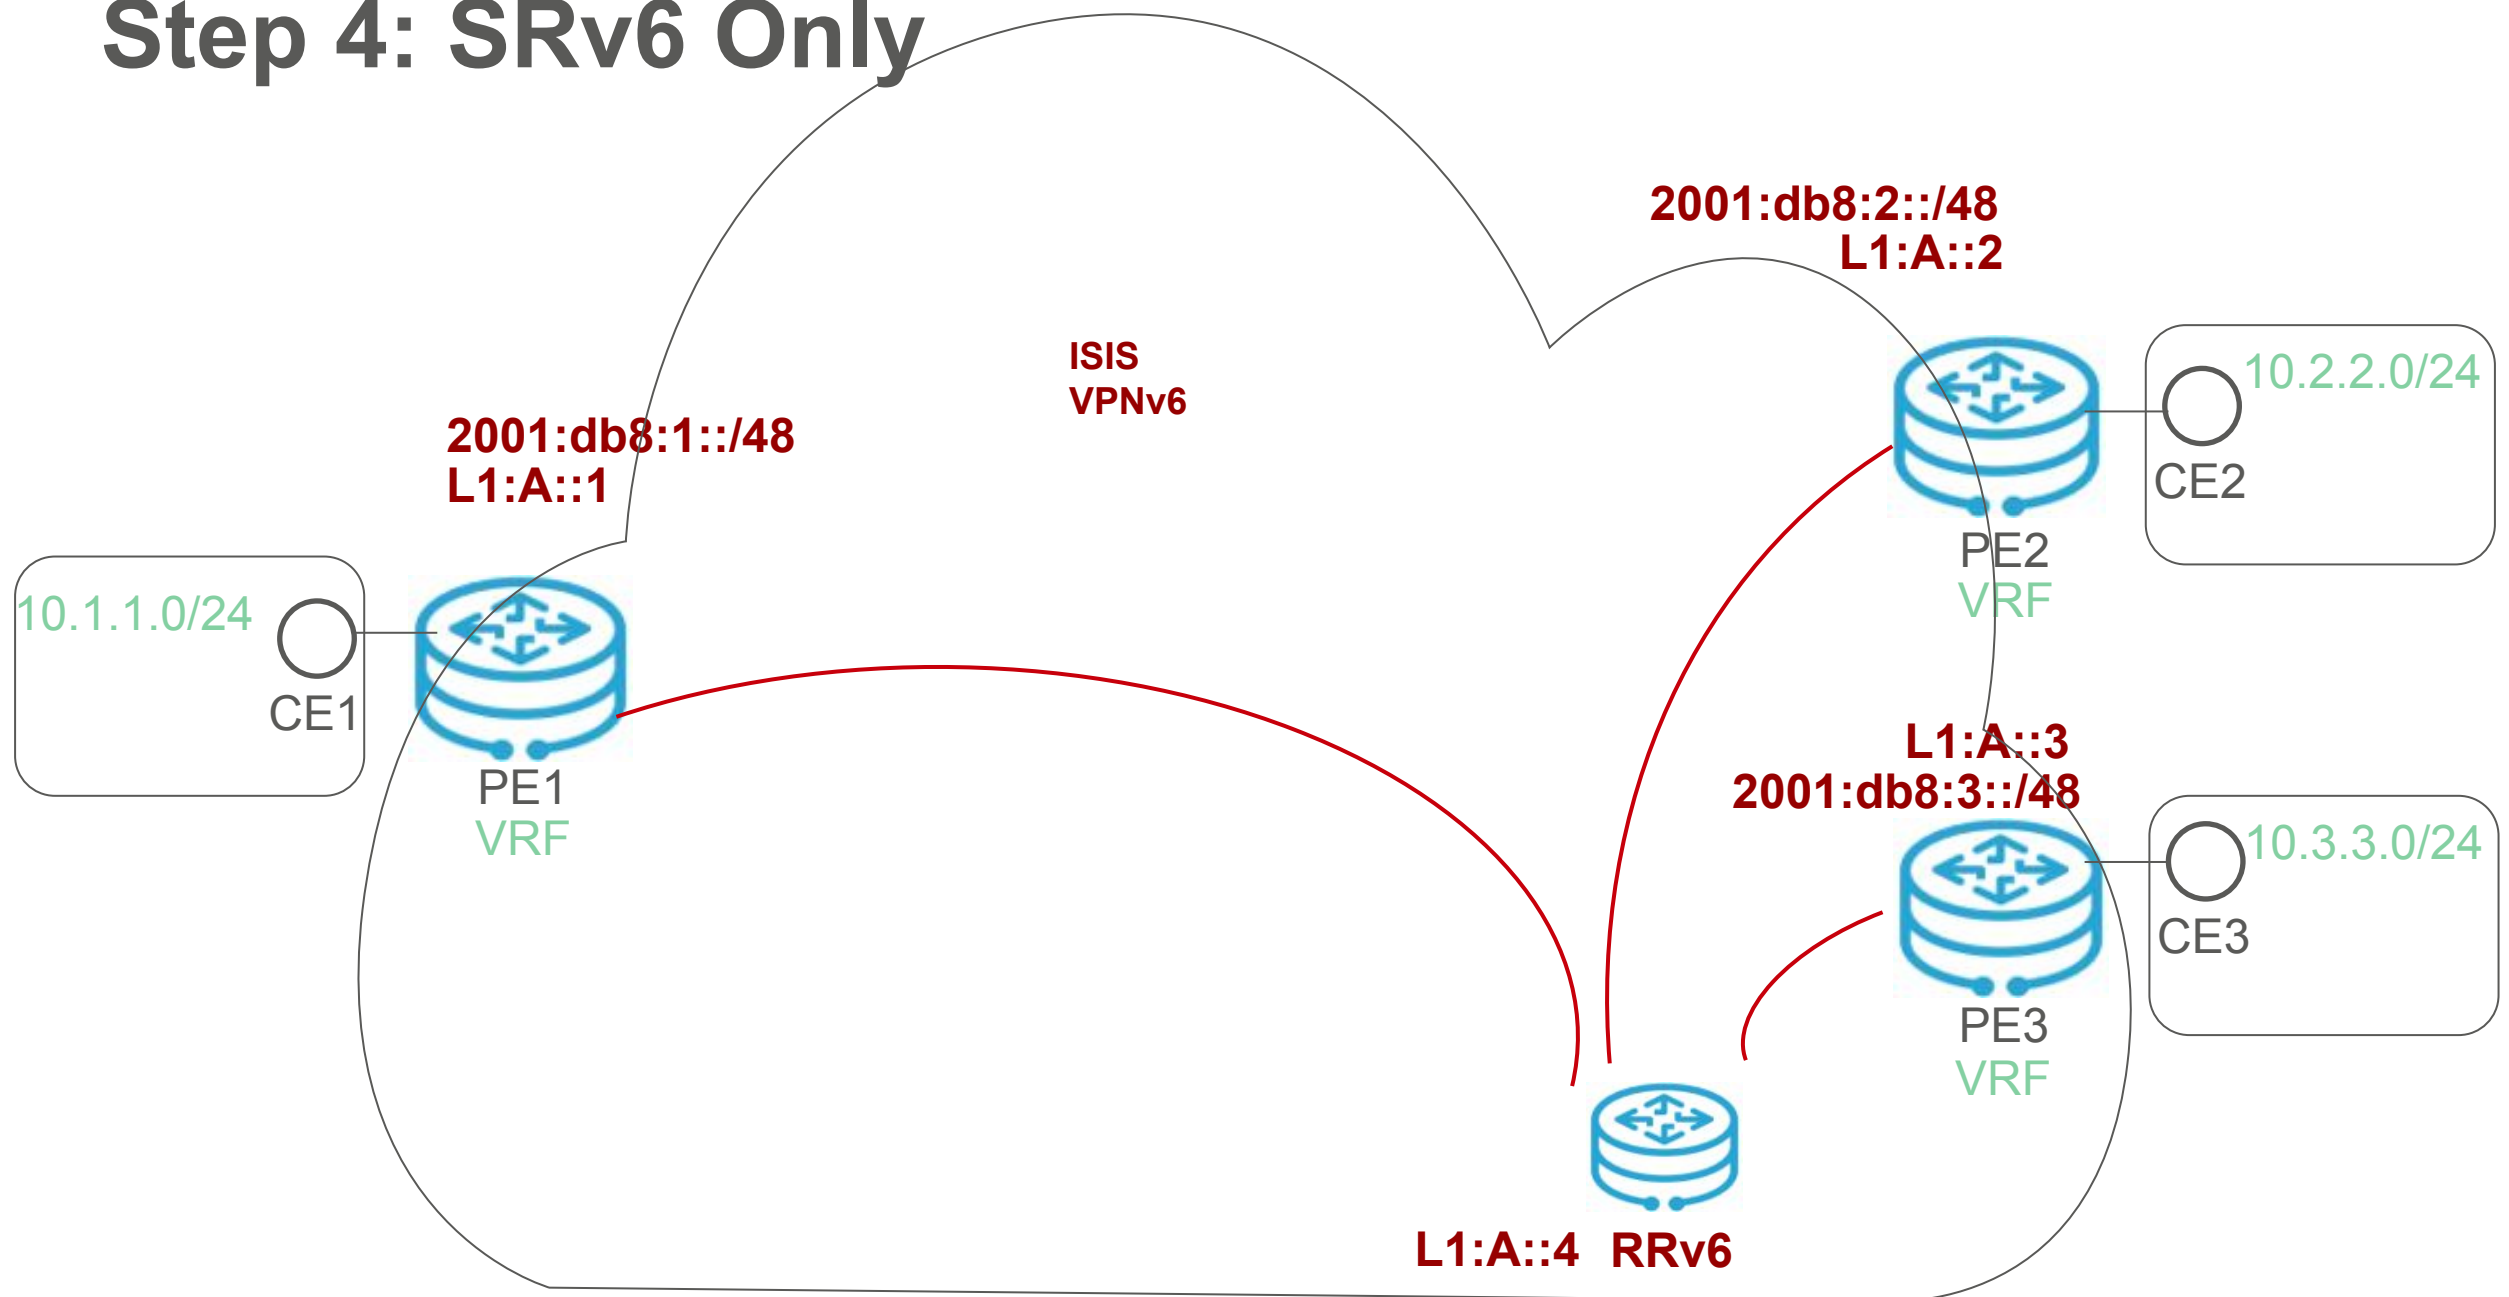 Step 4: SRv6 Only
2001:db8:2::/48
L1:A::2
ISIS
VPNv6
10.2.2.0/24
CE2
2001:db8:1::/48
L1:A::1
PE2
VRF
10.1.1.0/24
CE1
PE1
VRF
L1:A::3
2001:db8:3::/48
10.3.3.0/24
CE3
PE3
VRF
L1:A::4 RRv6